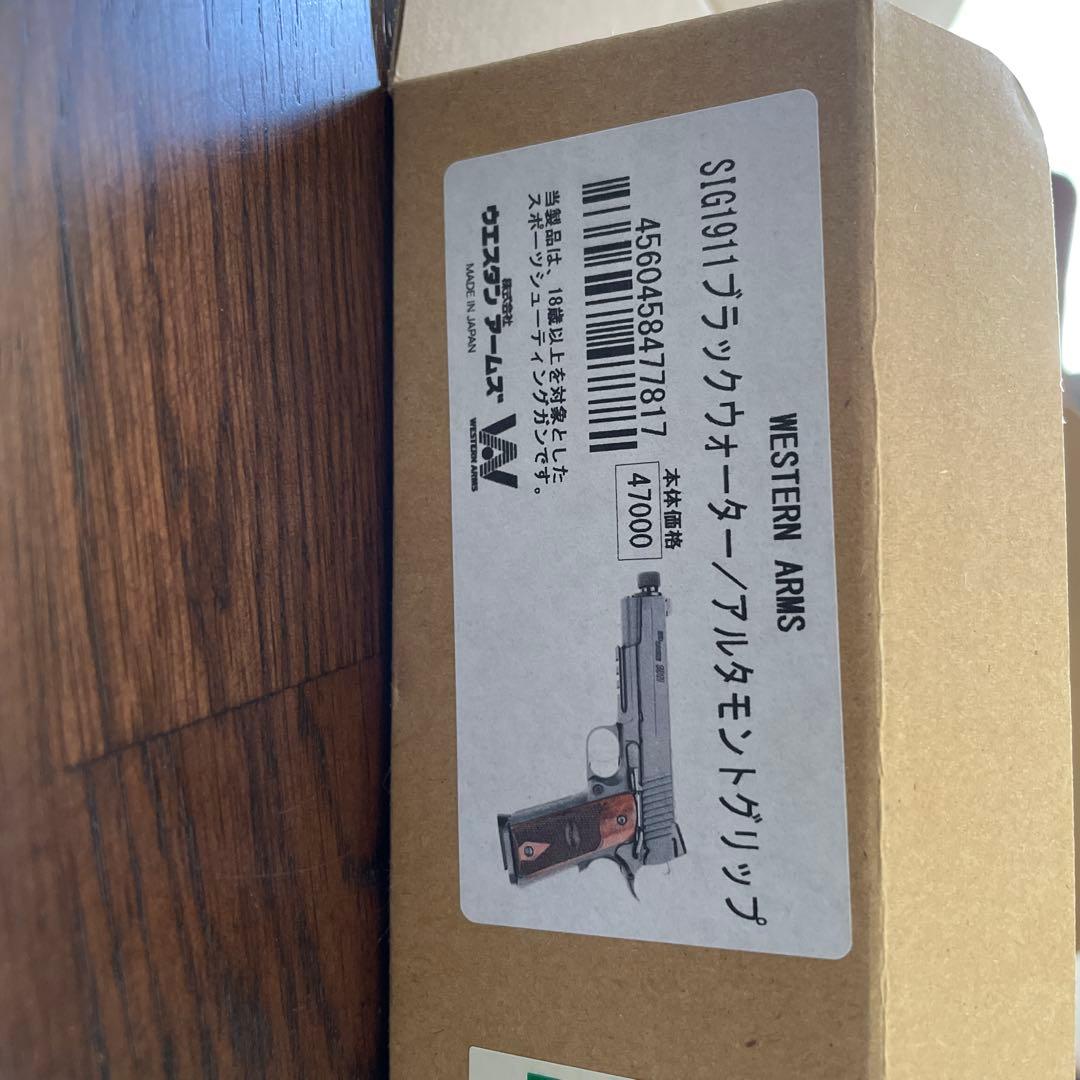 WESTERN ARMS
SIG1911ブラックウォーター/アルタモントグリップ
4560458477817
本体価格
47000
当製品は、18歳以上を対象とした
スポーツシューティングガンです。
株式会社
ウエスタン アームズ
MADE IN JAPAN
WESTERN ARMS